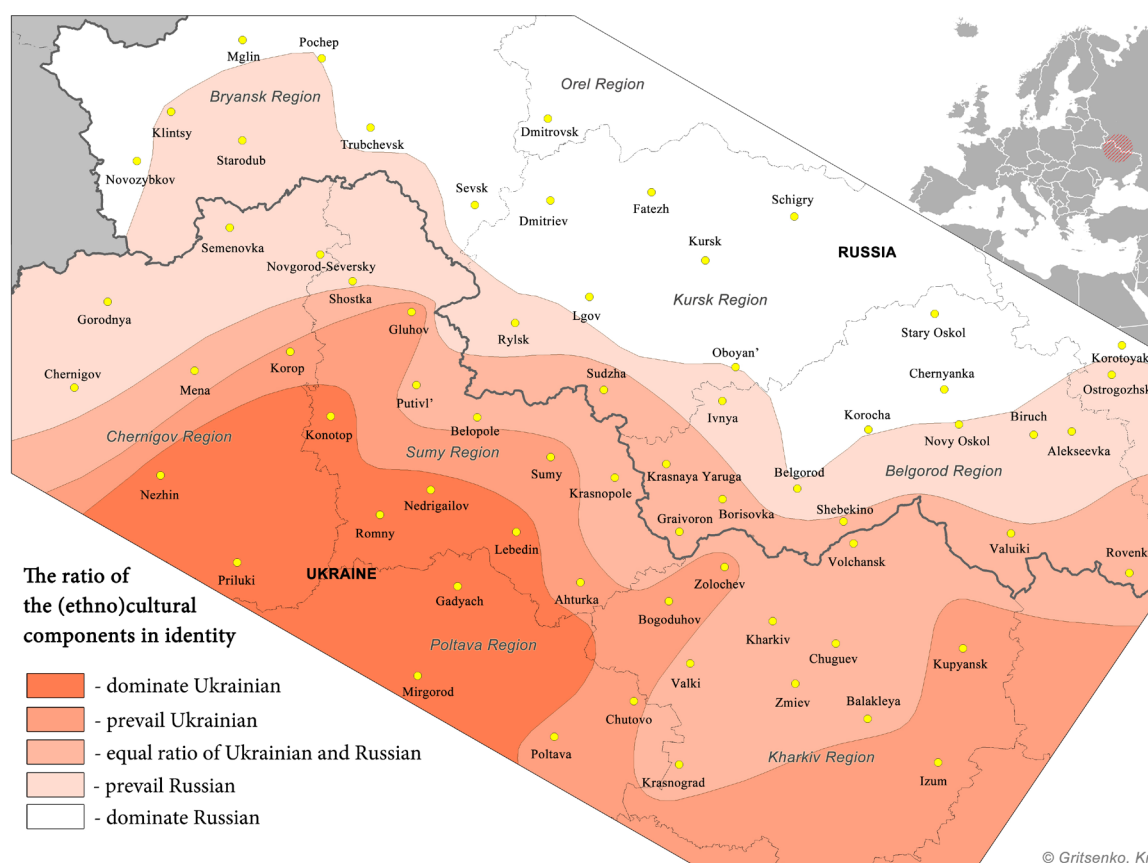 Mglin
Pochep
Bryansk Region
Orel Region
Klintsy
Starodub
Trubchevsk
Dmitrovsk
Novozybkov
Sevsk
Dmitriev
Fatezh
Schigry
Semenovka
Novgorod-Seversky
Kursk
RUSSIA
Shostka
Kursk Region
Gorodnya
Gluhov
Rylsk
Lgov
Stary Oskol
Korotoyak
Chernigov
Mena
Korop
Putivl’
Sudzha
Oboyan’
Ivnya
Chernyanka
Ostrogozhsk
Chernigov Region
Konotop
Belopole
Sumy Region
Korocha
Novy Oskol
Biruch
Alekseevka
Nezhin
Nedrigailov
Sumy
Krasnopole
Krasnaya Yaruga
Belgorod
Belgorod Region
Romny
Lebedin
Graivoron
Borisovka
Shebekino
Volchansk
Valuiki
Rovenk
Priluki
UKRAINE
Gadyach
Ahturka
Zolochev
Bogoduhov
Kharkiv
Chuguev
Kupyansk
Poltava Region
Mirgorod
Valki
Zmiev
Balakleya
Chutovo
Poltava
Krasnograd
Kharkiv Region
Izum
The ratio of
the (ethno)cultural
components in identity
- dominate Ukrainian
- prevail Ukrainian
- equal ratio of Ukrainian and Russian
- prevail Russian
- dominate Russian
© Gritsenko, K